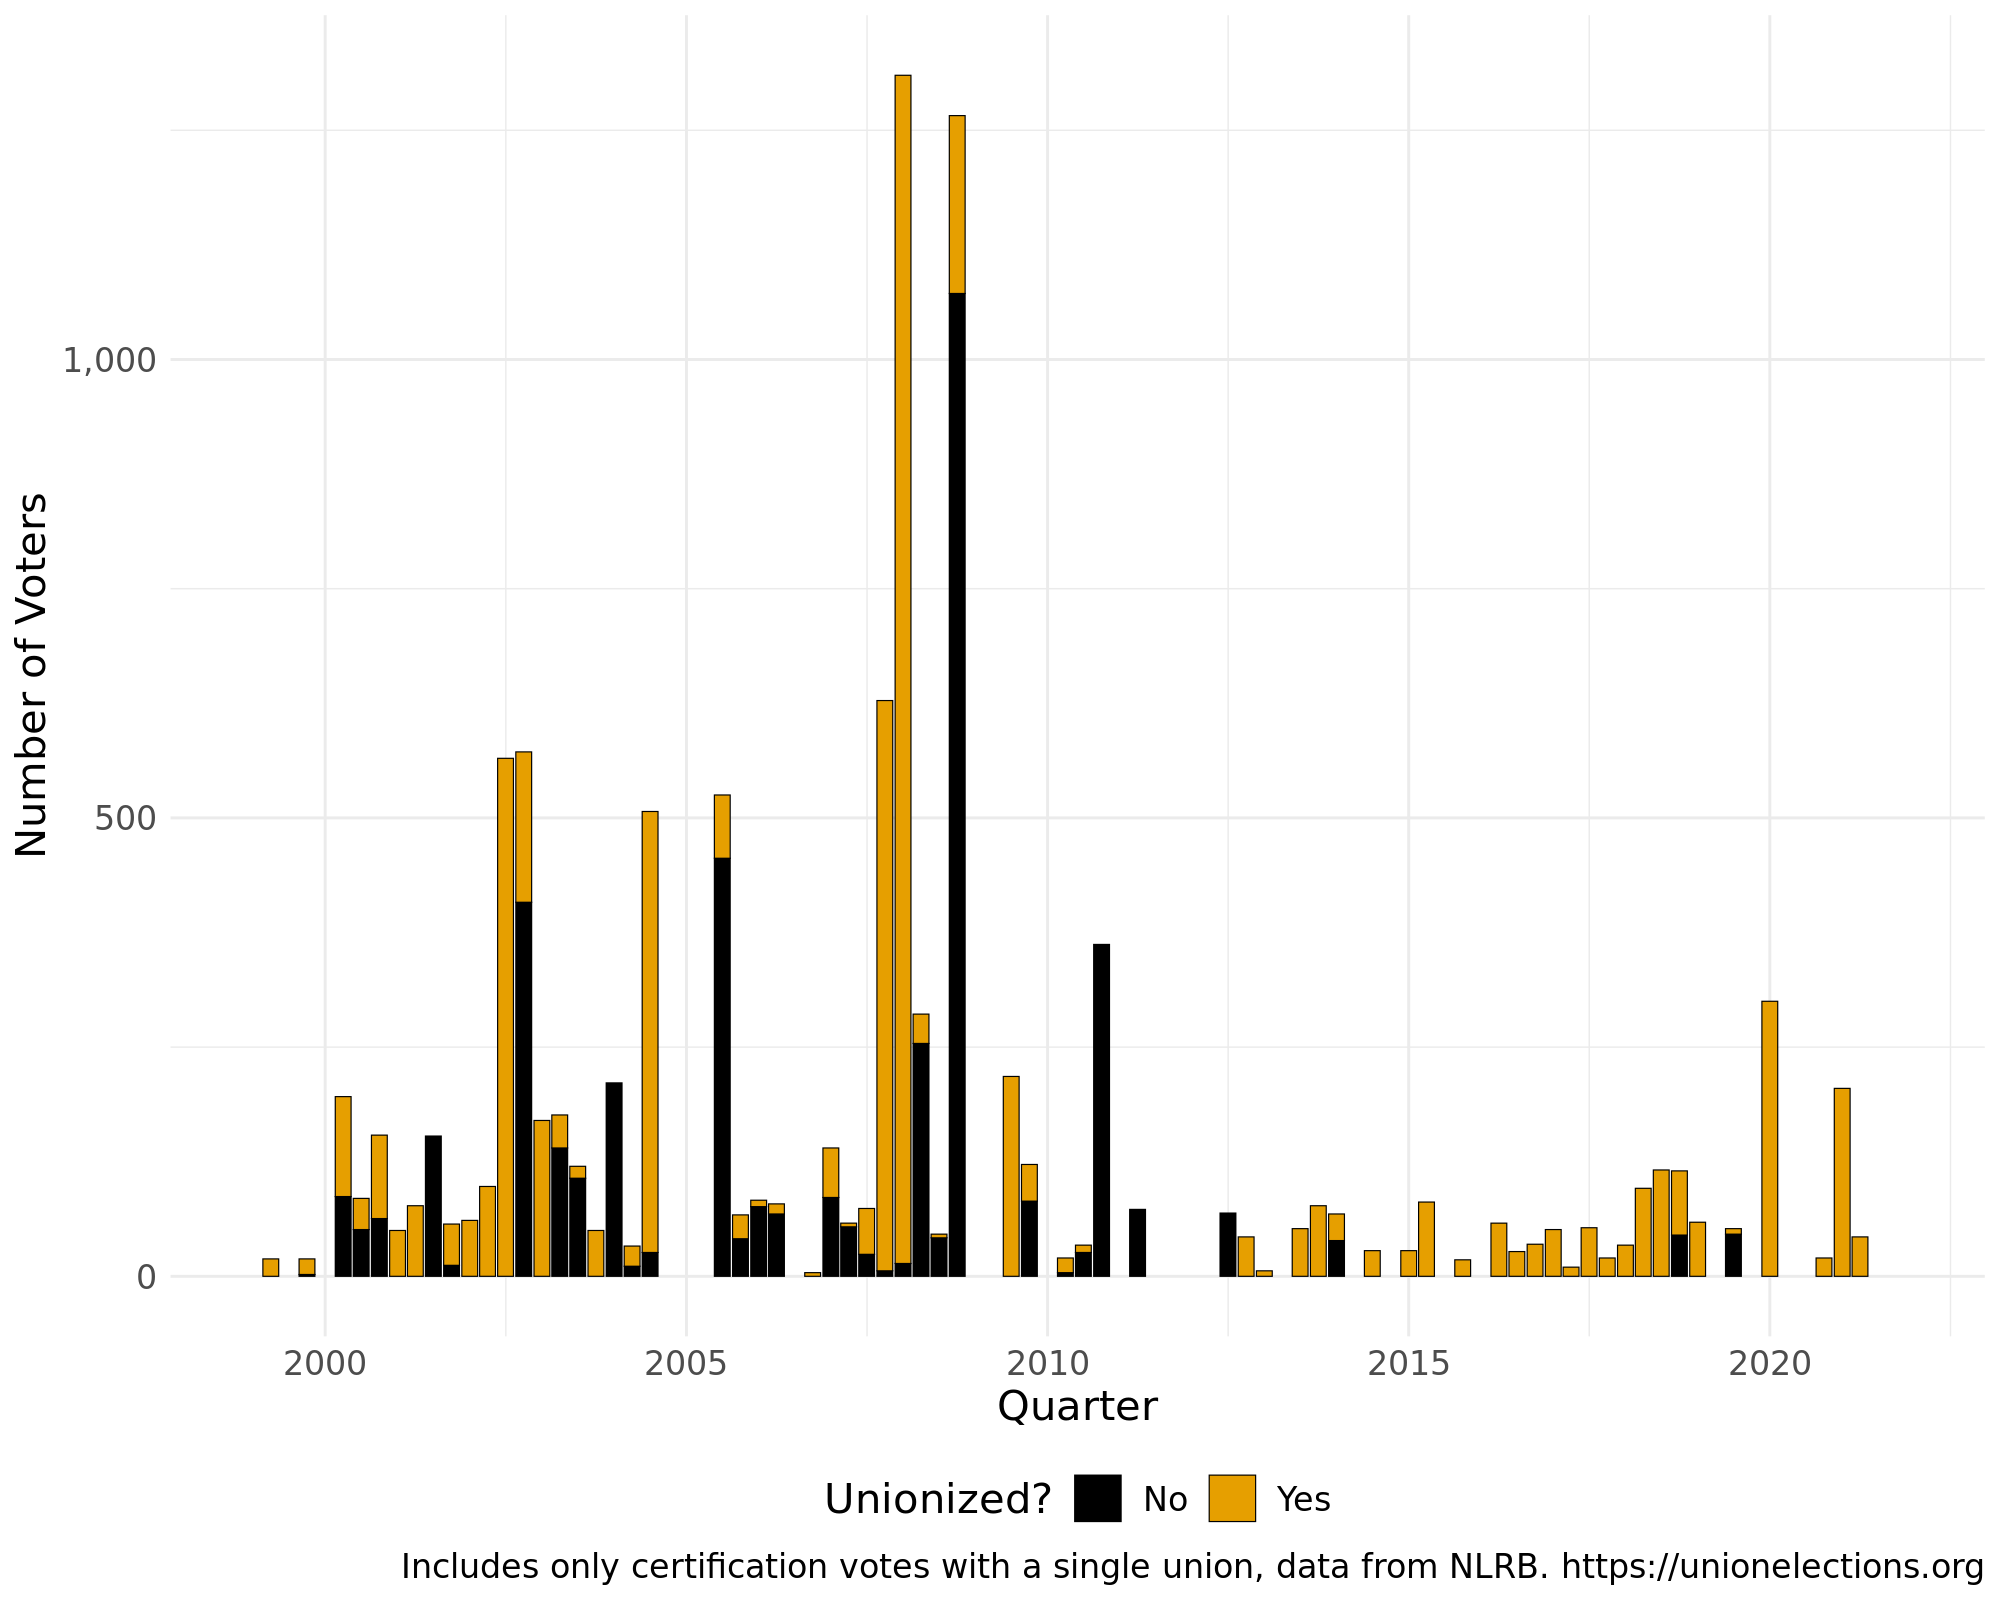 Number of Voters
1,000
500
0
2000 2005 2010 2015 2020
Quarter
Unionized? No Yes
Includes only certification votes with a single union, data from NLRB. https://unionelections.org